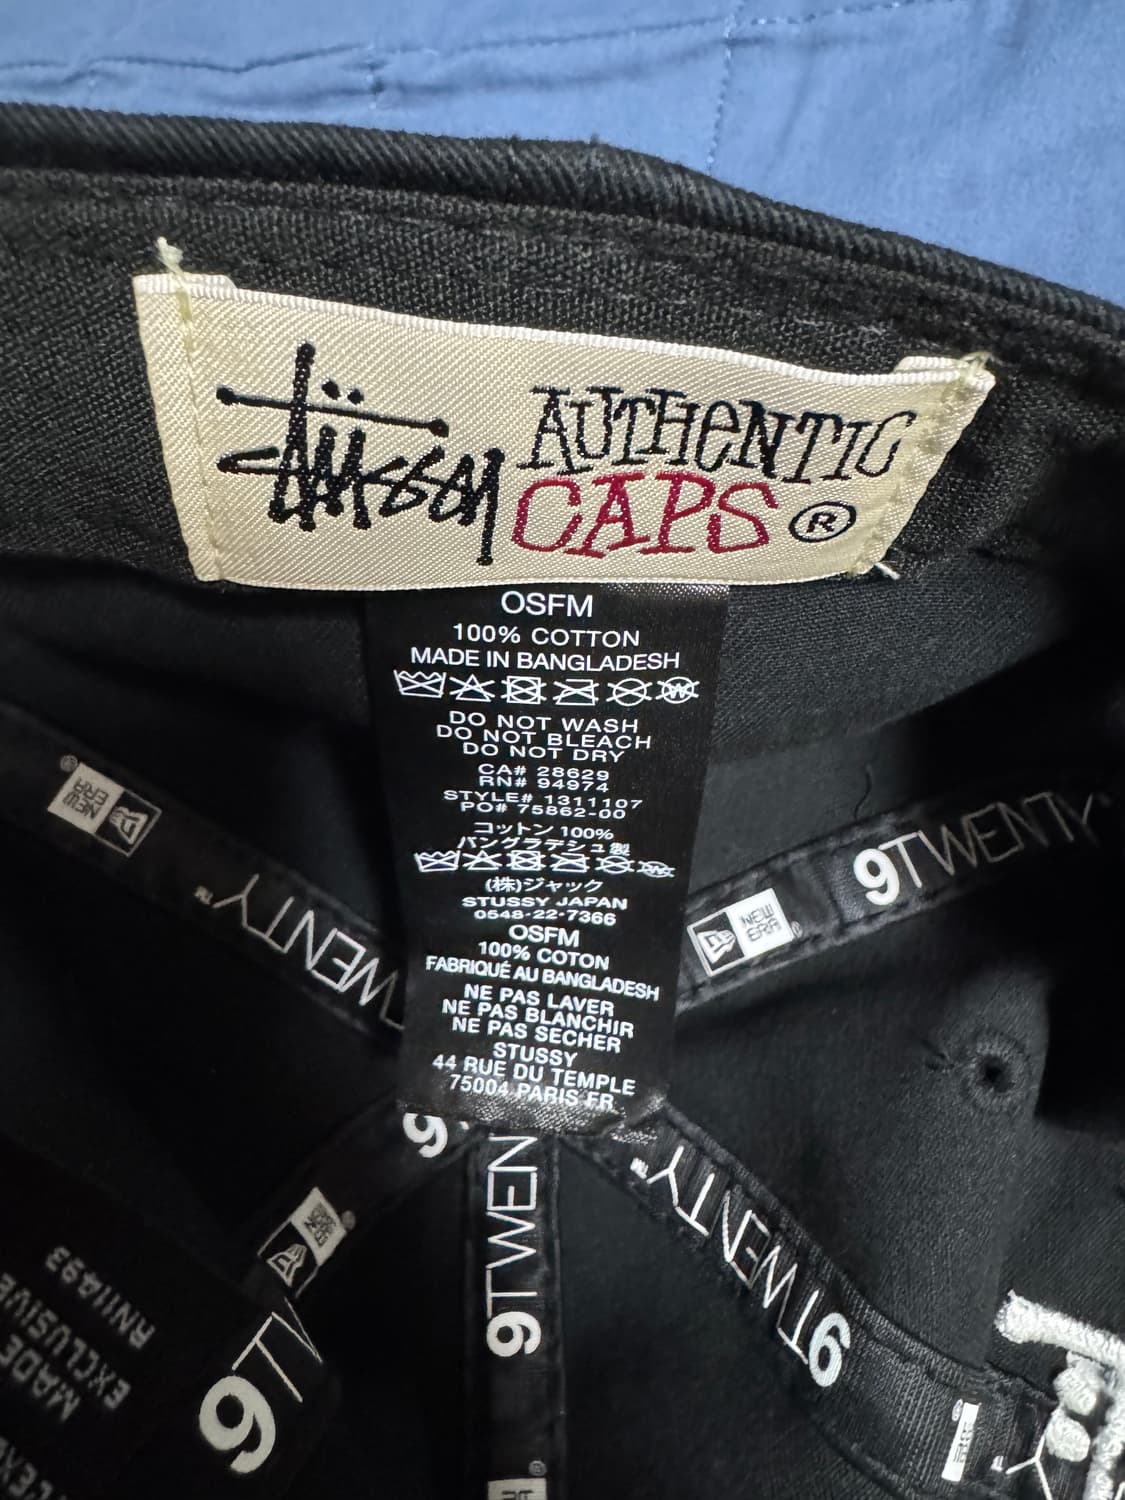 Stüssy AUTHENTIC
CAPS ®
OSFM
100% COTTON
MADE IN BANGLADESH
DO NOT WASH
DO NOT BLEACH
DO NOT DRY
CA# 28629
RN# 94974
STYLE# 1311107
PO# 75862-00
コットン 100%
バングラデシュ製
(株)ジャック
STUSSY JAPAN
0548-22-7366
OSFM
100% COTON
FABRIQUÉ AU BANGLADESH
NE PAS LAVER
NE PAS BLANCHIR
NE PAS SECHER
STUSSY
44 RUE DU TEMPLE
75004 PARIS FR
NEW ERA®
WENTY™
NEW ERA®
9TWENTY
9
9TWEN
9TWENTY™
9TW
RN11493
EXCLUSIVE
MADE